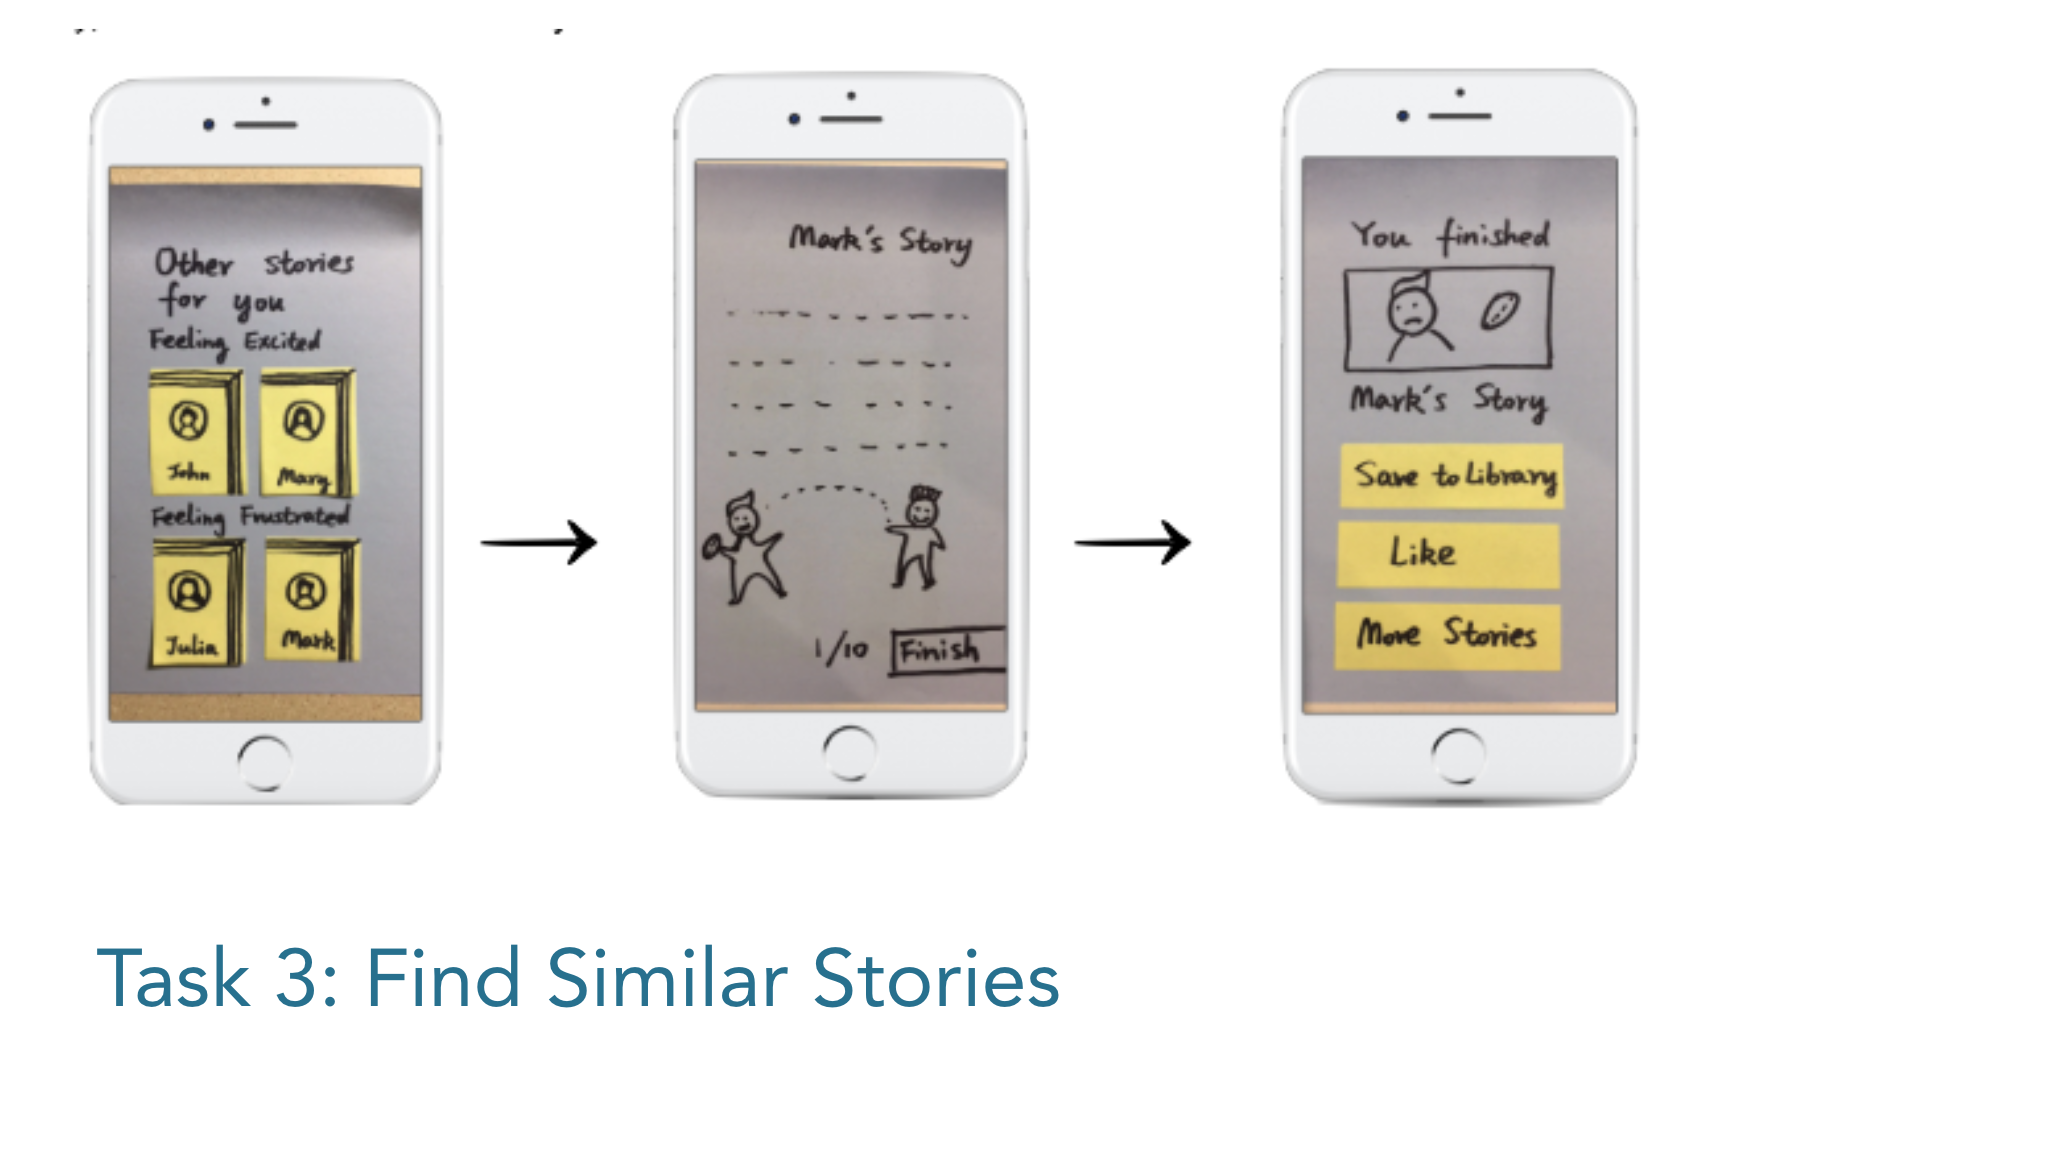 Other stories
for you
Feeling Excited
John
Mary
Feeling Frustrated
Julia
Mark
Mark's Story
1/10
Finish
You finished
Mark's Story
Save to Library
Like
More Stories
Task 3: Find Similar Stories